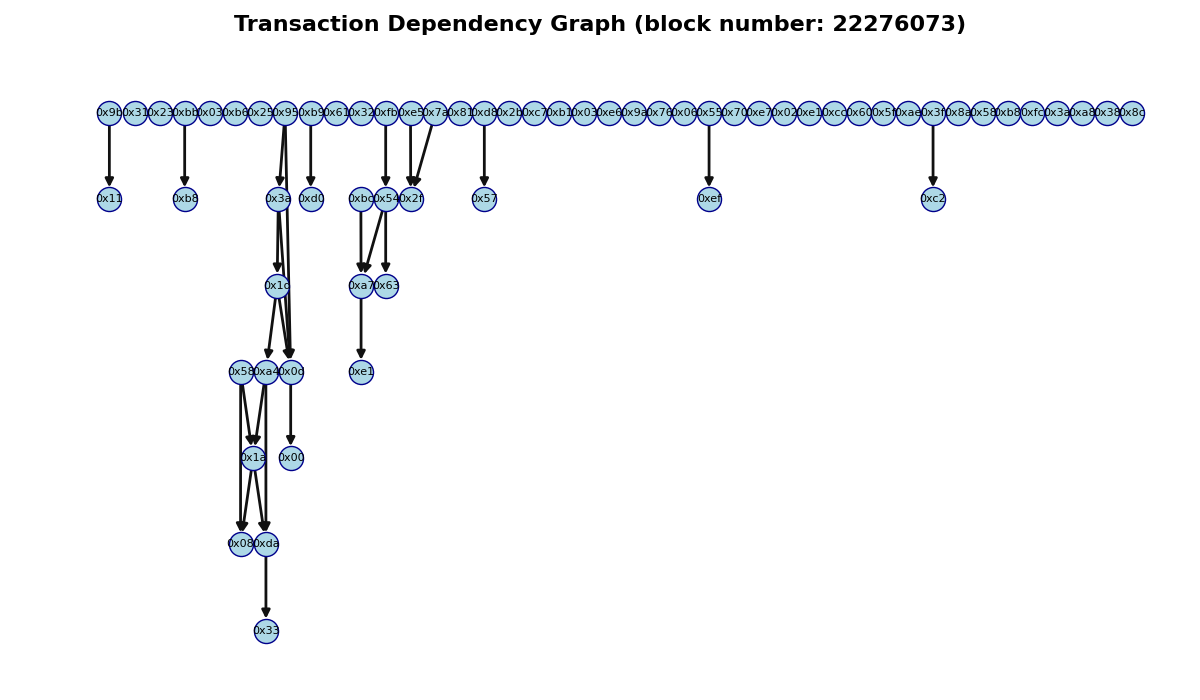 Transaction Dependency Graph (block number: 22276073)
0x9b 0x31 0x23 0xbb 0x03 0xb6 0x25 0x95 0xb9 0x61 0x32 0xfb 0xe5 0x7a 0x81 0xd8 0x2b 0xc7 0xb1 0x03 0xe6 0x9a 0x76 0x06 0x55 0x70 0xe7 0x02 0xe1 0xcc 0x60 0x5f 0xae 0x3f 0x8a 0x58 0xb8 0xfc 0x3a 0xa8 0x38 0x8c
0x11 0xb8 0x3a 0xd0 0xbc 0x54 0x2f 0x57 0xef 0xc2
0x1c 0xa7 0x63
0x58 0xa4 0x0d 0xe1
0x1a 0x00
0x08 0xda
0x33